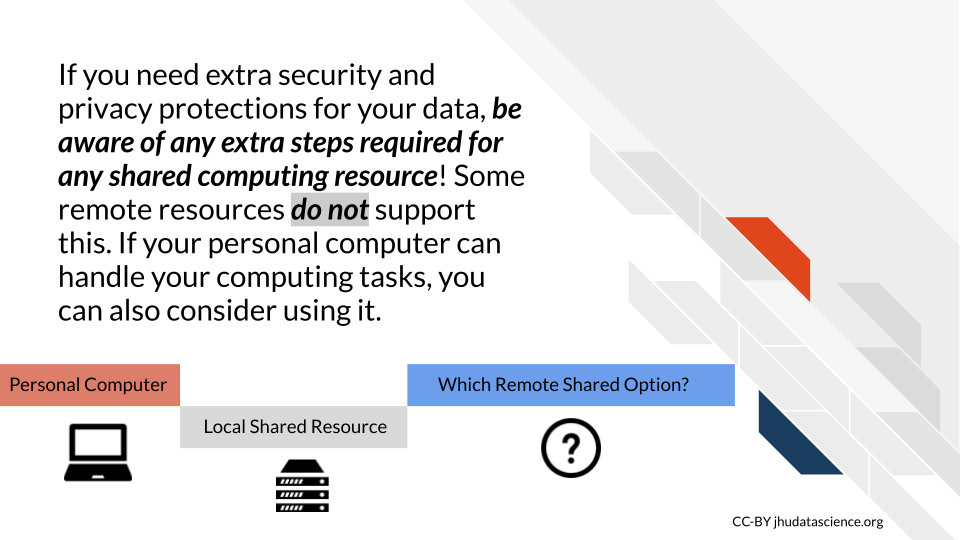 If you need extra security and
privacy protections for your data, be
aware of any extra steps required for
any shared computing resource! Some
remote resources do not support
this. If your personal computer can
handle your computing tasks, you
can also consider using it.
Personal Computer
Which Remote Shared Option?
Local Shared Resource
?
CC-BY jhudatascience.org